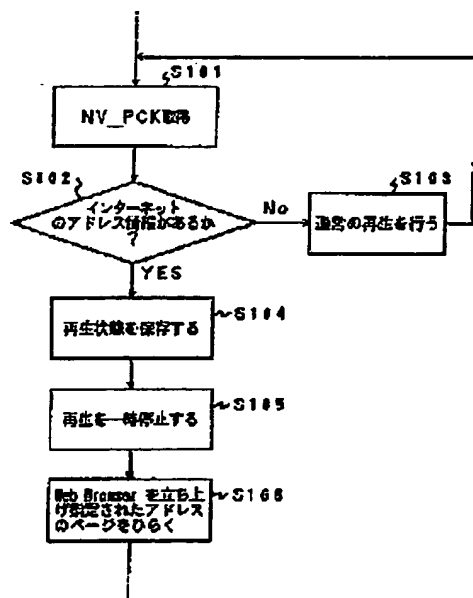 S101
NV_PCK取得
S102
インターネット
のアドレス情報があるか
?
No
S103
通常の再生を行う
YES
S104
再生状態を保存する
S105
再生を一時停止する
S106
Web Browser を立ち上
げ指定されたアドレス
のページをひらく